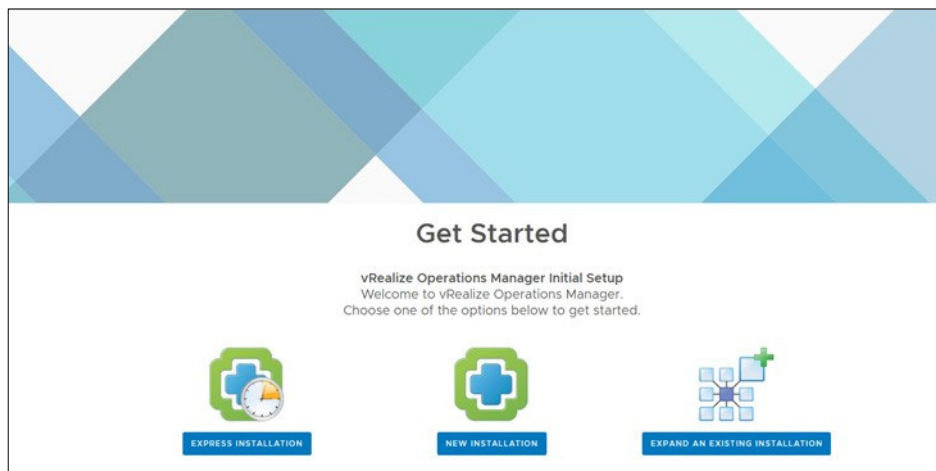 Get Started
vRealize Operations Manager Initial Setup
Welcome to vRealize Operations Manager.
Choose one of the options below to get started.
EXPRESS INSTALLATION
NEW INSTALLATION
EXPAND AN EXISTING INSTALLATION